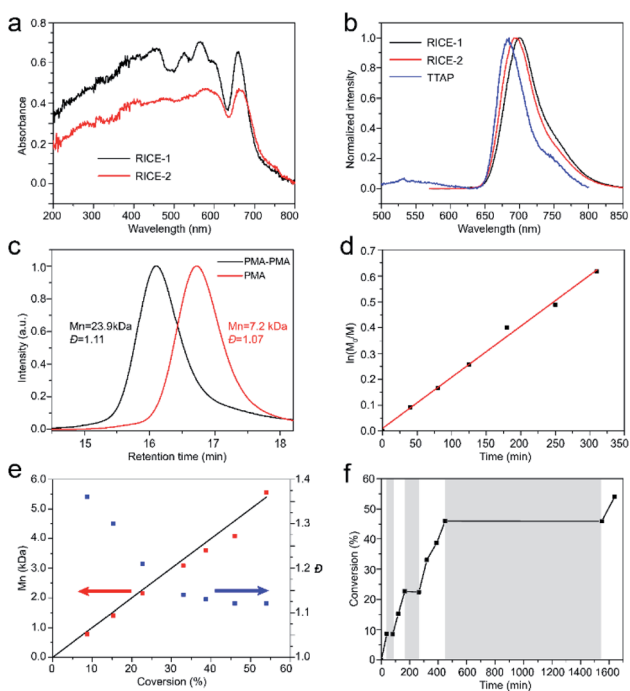 a
0.8
0.6
0.4
0.2
0.0
Absorbance
RICE-1
RICE-2
200 300 400 500 600 700 800
Wavelength (nm)
b
1.0
0.8
0.6
0.4
0.2
0.0
Normalized intensity
RICE-1
RICE-2
TTAP
500 550 600 650 700 750 800 850
Wavelength (nm)
c
1.0
0.8
0.6
0.4
0.2
0.0
Intensity (a.u.)
PMA-PMA
PMA
Mn=23.9kDa
Đ=1.11
Mn=7.2 kDa
Đ=1.07
15 16 17 18
Retention time (min)
d
0.7
0.6
0.5
0.4
0.3
0.2
0.1
0.0
ln(M0/M)
0 50 100 150 200 250 300 350
Time (min)
e
6.0
5.0
4.0
3.0
2.0
1.0
0.0
Mn (kDa)
1.4
1.3
1.2
1.1
1.0
Đ
0 10 20 30 40 50 60
Coversion (%)
f
60
50
40
30
20
10
0
Conversion (%)
0 200 400 600 800 1000 1200 1400 1600
Time (min)